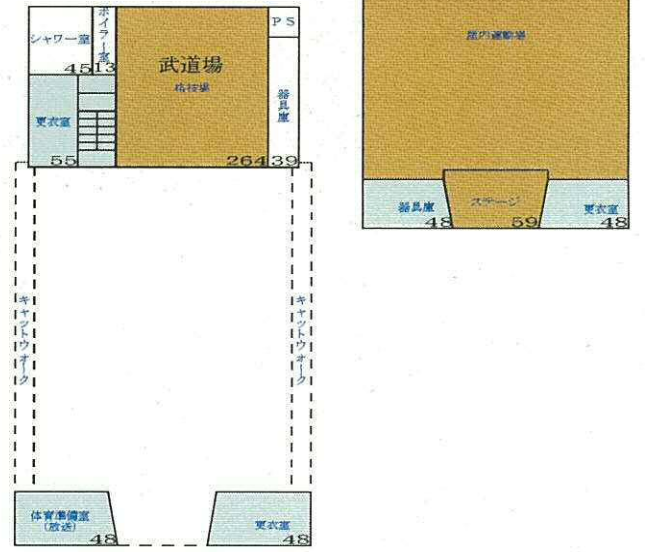 シャワー室
45
ボイラー室
13
武道場
格技場
264
PS
器具庫
39
更衣室
55
キャットウォーク
キャットウォーク
体育準備室
(放送)
48
更衣室
48
屋内運動場
器具庫
48
ステージ
59
更衣室
48